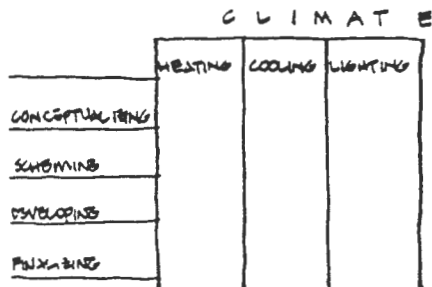 CLIMATE
HEATING COOLING LIGHTING
CONCEPTUALIZING
SCHEMING
DEVELOPING
FINALIZING